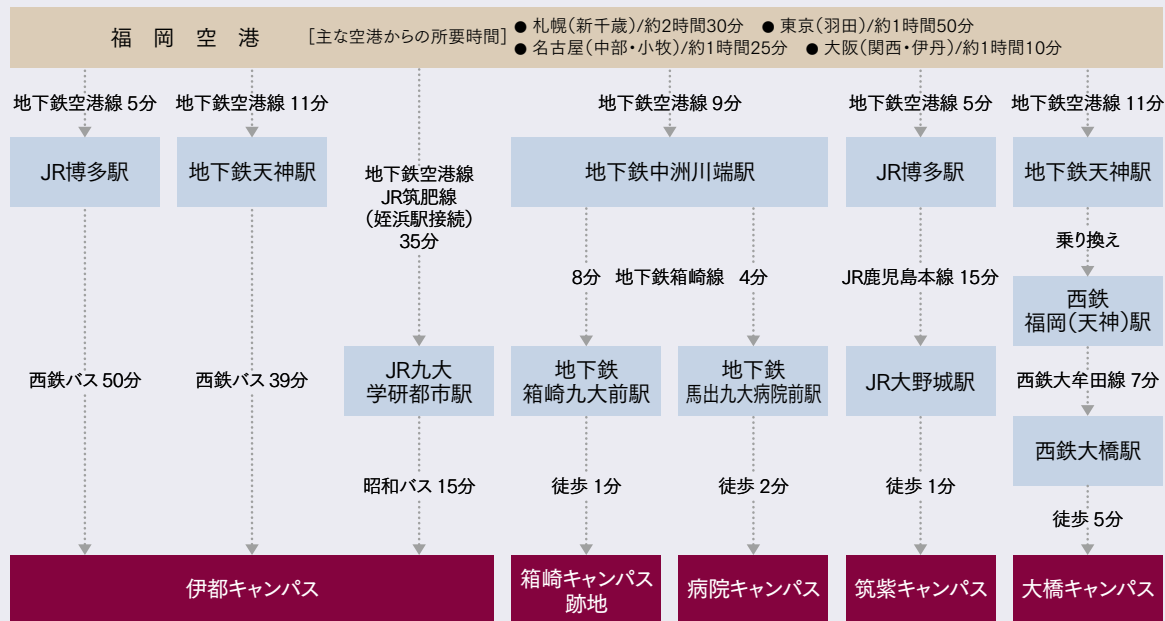 福岡空港 [主な空港からの所要時間] ● 札幌(新千歳)/約2時間30分 ● 東京(羽田)/約1時間50分
● 名古屋(中部・小牧)/約1時間25分 ● 大阪(関西・伊丹)/約1時間10分
地下鉄空港線 5分
JR博多駅
西鉄バス 50分
地下鉄空港線 11分
地下鉄天神駅
西鉄バス 39分
地下鉄空港線
JR筑肥線
(姪浜駅接続)
35分
JR九大
学研都市駅
昭和バス 15分
伊都キャンパス
地下鉄空港線 9分
地下鉄中洲川端駅
8分 地下鉄箱崎線 4分
地下鉄
箱崎九大前駅
徒歩 1分
箱崎キャンパス
跡地
地下鉄
馬出九大病院前駅
徒歩 2分
病院キャンパス
地下鉄空港線 5分
JR博多駅
JR鹿児島本線 15分
JR大野城駅
徒歩 1分
筑紫キャンパス
地下鉄空港線 11分
地下鉄天神駅
乗り換え
西鉄
福岡(天神)駅
西鉄大牟田線 7分
西鉄大橋駅
徒歩 5分
大橋キャンパス